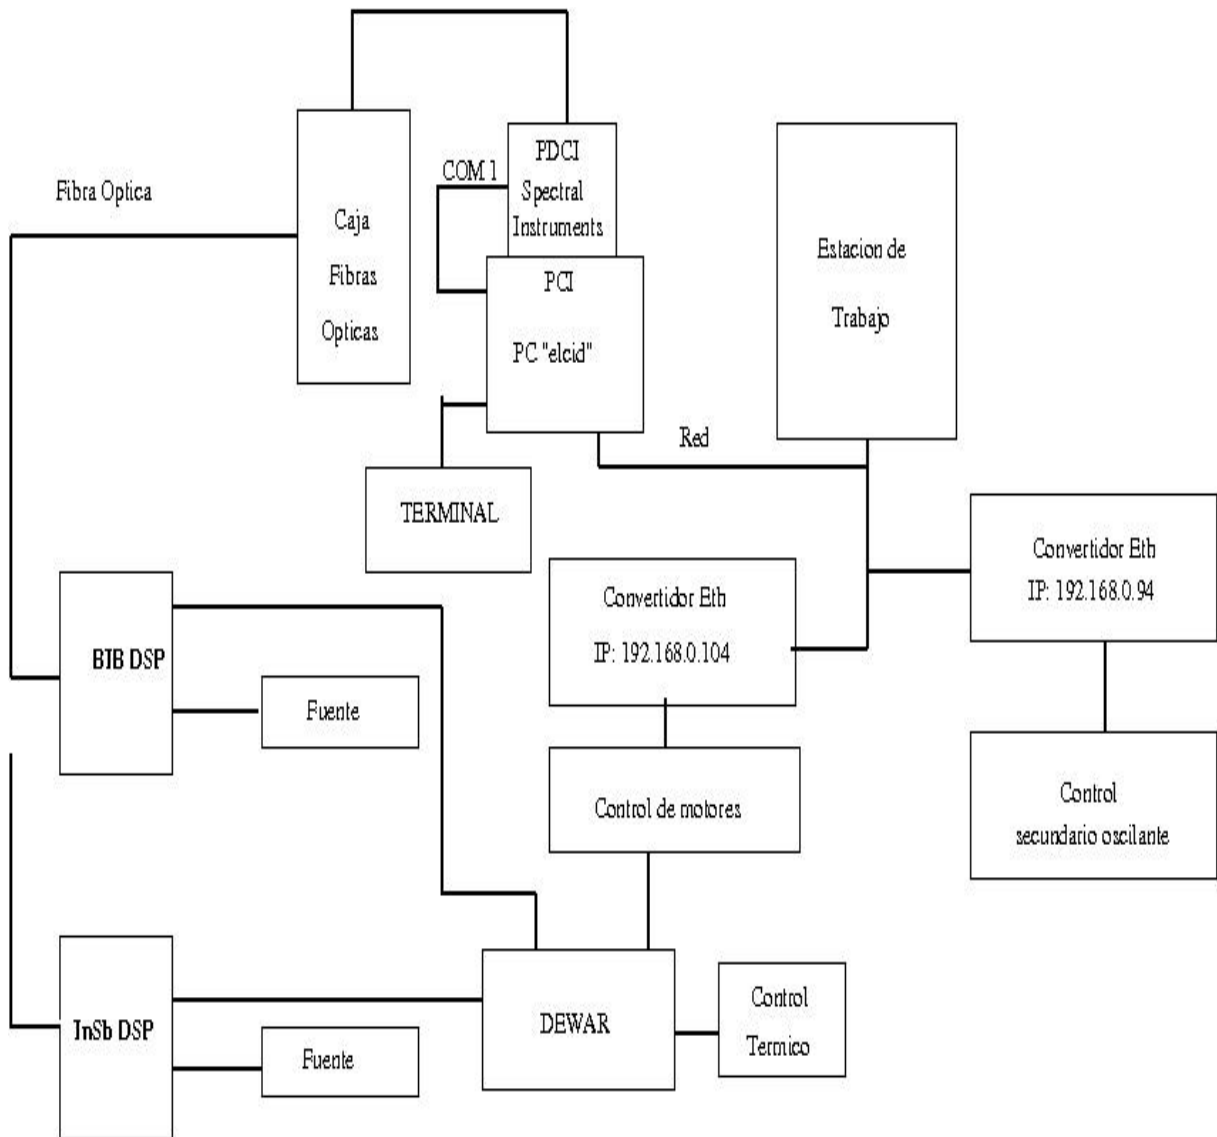 PDCI
Spectral
Instruments
COM 1
Fibra Optica
Caja
Fibras
Opticas
PCI
PC "elcid"
Estacion de
Trabajo
Red
TERMINAL
Convertidor Eth
IP: 192.168.0.94
Convertidor Eth
IP: 192.168.0.104
BIB DSP
Fuente
Control de motores
Control
secundario oscilante
InSb DSP
DEWAR
Control
Termico
Fuente